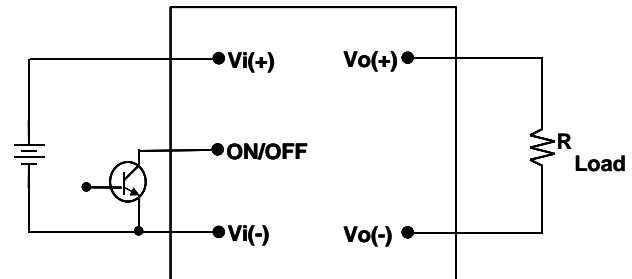 Vi(+)
Vo(+)
ON/OFF
R
Load
Vi(-)
Vo(-)